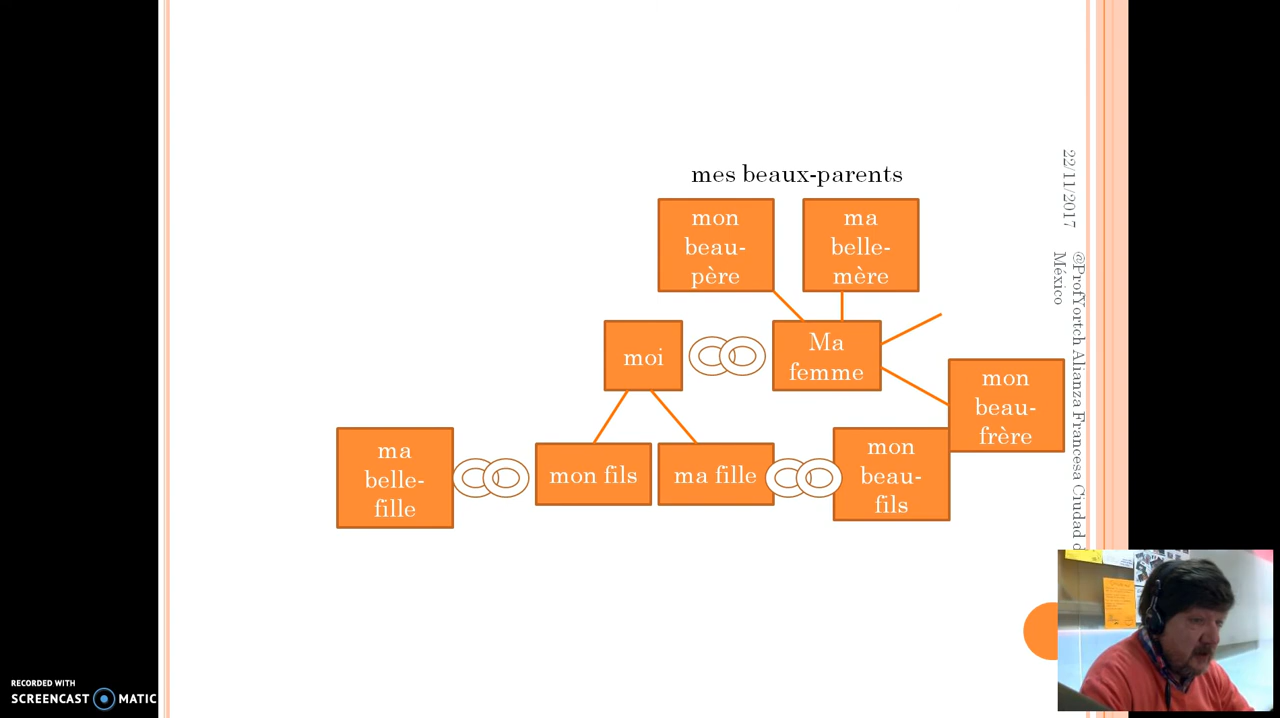 mes beaux-parents
mon
beau-
père
ma
belle-
mère
moi
Ma
femme
mon
beau-
frère
ma
belle-
fille
mon fils
ma fille
mon
beau-
fils
22/11/2017
@ProfYortch Alianza Francesa Ciudad d
México
RECORDED WITH
SCREENCAST MATIC